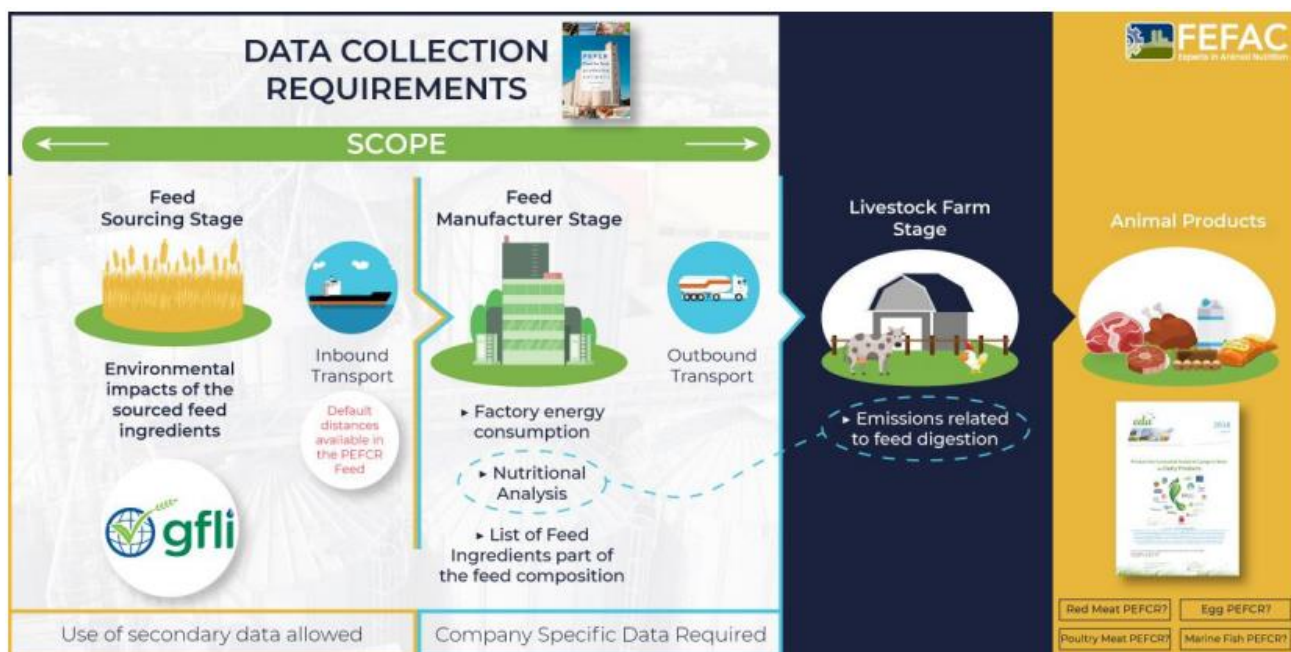 DATA COLLECTION
REQUIREMENTS
PEFCR
FEFAC
Experts in Animal Nutrition
SCOPE
Feed
Sourcing Stage
Inbound
Transport
Environmental
impacts of the
sourced feed
ingredients
Default
distances
available in
the PEFCR
Feed
gfli
Use of secondary data allowed
Feed
Manufacturer Stage
Outbound
Transport
▸ Factory energy
consumption
▸ Nutritional
Analysis
▸ List of Feed
Ingredients part of
the feed composition
Company Specific Data Required
Livestock Farm
Stage
▸ Emissions related
to feed digestion
Animal Products
eda
2018
Red Meat PEFCR?
Egg PEFCR?
Poultry Meat PEFCR?
Marine Fish PEFCR?